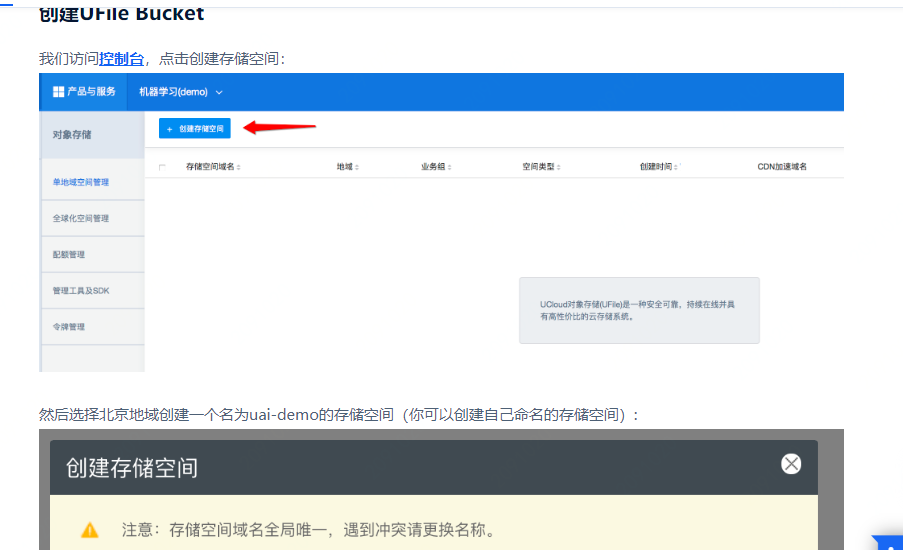 创建UFile Bucket
我们访问控制台，点击创建存储空间：
产品与服务 机器学习(demo)
对象存储
+ 创建存储空间
存储空间域名 地域 业务组 空间类型 创建时间 CDN加速域名
单地域空间管理
全球化空间管理
配额管理
管理工具及SDK
令牌管理
UCloud对象存储(UFile)是一种安全可靠，持续在线并具
有高性价比的云存储系统。
然后选择北京地域创建一个名为uai-demo的存储空间（你可以创建自己命名的存储空间）:
创建存储空间
注意：存储空间域名全局唯一，遇到冲突请更换名称。